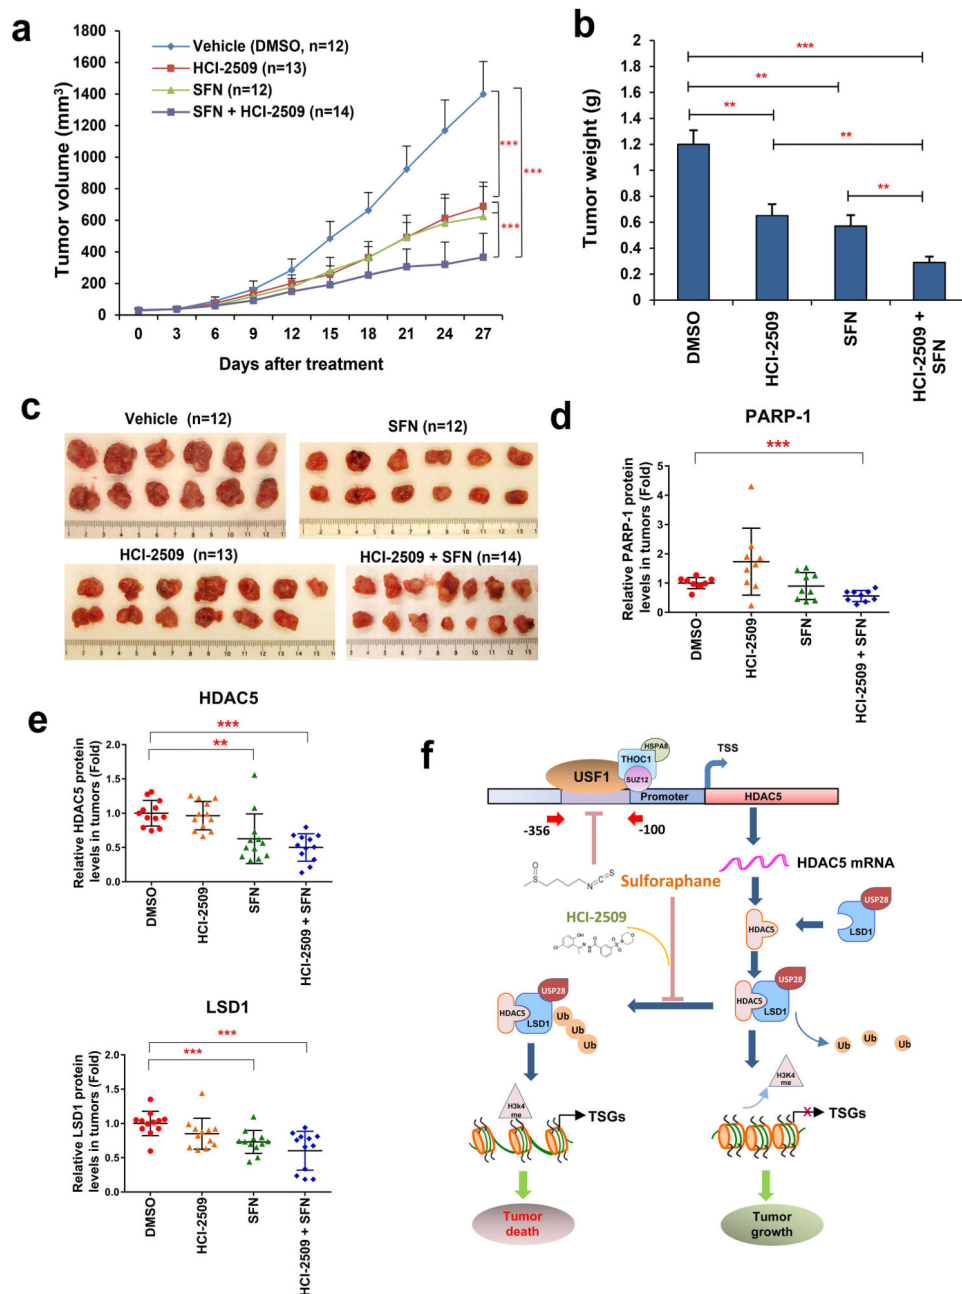 a
Tumor volume (mm³)
1800
1600
1400
1200
1000
800
600
400
200
0
Vehicle (DMSO, n=12)
HCI-2509 (n=13)
SFN (n=12)
SFN + HCI-2509 (n=14)
***
***
***
0 3 6 9 12 15 18 21 24 27
Days after treatment
b
Tumor weight (g)
2
1.8
1.6
1.4
1.2
1
0.8
0.6
0.4
0.2
0
***
**
**
**
**
DMSO
HCI-2509
SFN
HCI-2509 +
SFN
c
Vehicle (n=12)
SFN (n=12)
HCI-2509 (n=13)
HCI-2509 + SFN (n=14)
d
PARP-1
***
Relative PARP-1 protein
levels in tumors (Fold)
5
4
3
2
1
0
DMSO
HCI-2509
SFN
HCI-2509 + SFN
e
HDAC5
***
**
Relative HDAC5 protein
levels in tumors (Fold)
2.0
1.5
1.0
0.5
0.0
DMSO
HCI-2509
SFN
HCI-2509 + SFN
LSD1
***
***
Relative LSD1 protein
levels in tumors (Fold)
2.0
1.5
1.0
0.5
0.0
DMSO
HCI-2509
SFN
HCI-2509 + SFN
f
HSPA8
THOC1
SUZ12
USF1
TSS
Promoter
HDAC5
-356
-100
HDAC5 mRNA
Sulforaphane
HCI-2509
USP28
LSD1
HDAC5
USP28
HDAC5
LSD1
USP28
HDAC5
LSD1
Ub
Ub
Ub
Ub
Ub
Ub
H3K4
me
H3k4
me
TSGs
X
TSGs
Tumor
death
Tumor
growth